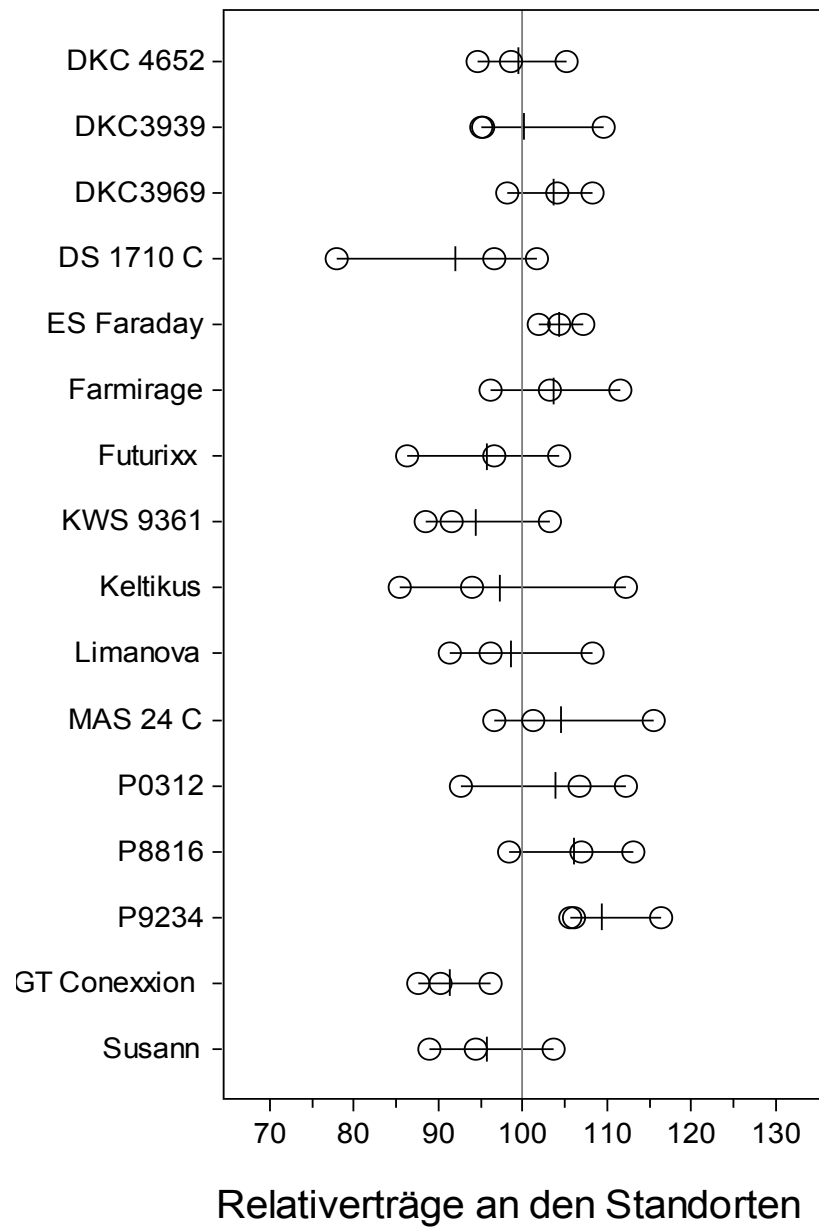 DKC 4652
DKC3939
DKC3969
DS 1710 C
ES Faraday
Farmirage
Futurixx
KWS 9361
Keltikus
Limanova
MAS 24 C
P0312
P8816
P9234
GT Conexxion
Susann
70 80 90 100 110 120 130
Relativerträge an den Standorten